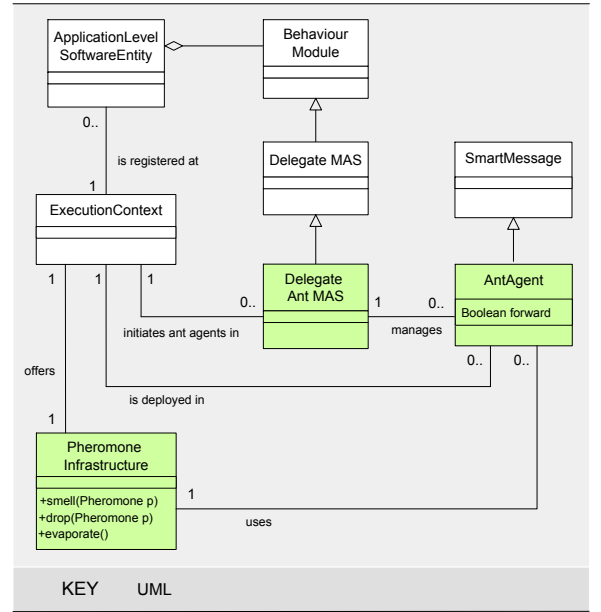 ApplicationLevel
SoftwareEntity
Behaviour
Module
0..
is registered at
Delegate MAS
SmartMessage
1
ExecutionContext
1
1
1
Delegate
Ant MAS
AntAgent
Boolean forward
0..
1
0..
initiates ant agents in
manages
0..
0..
offers
is deployed in
1
Pheromone
Infrastructure
+smell(Pheromone p)
+drop(Pheromone p)
+evaporate()
1
uses
KEY UML